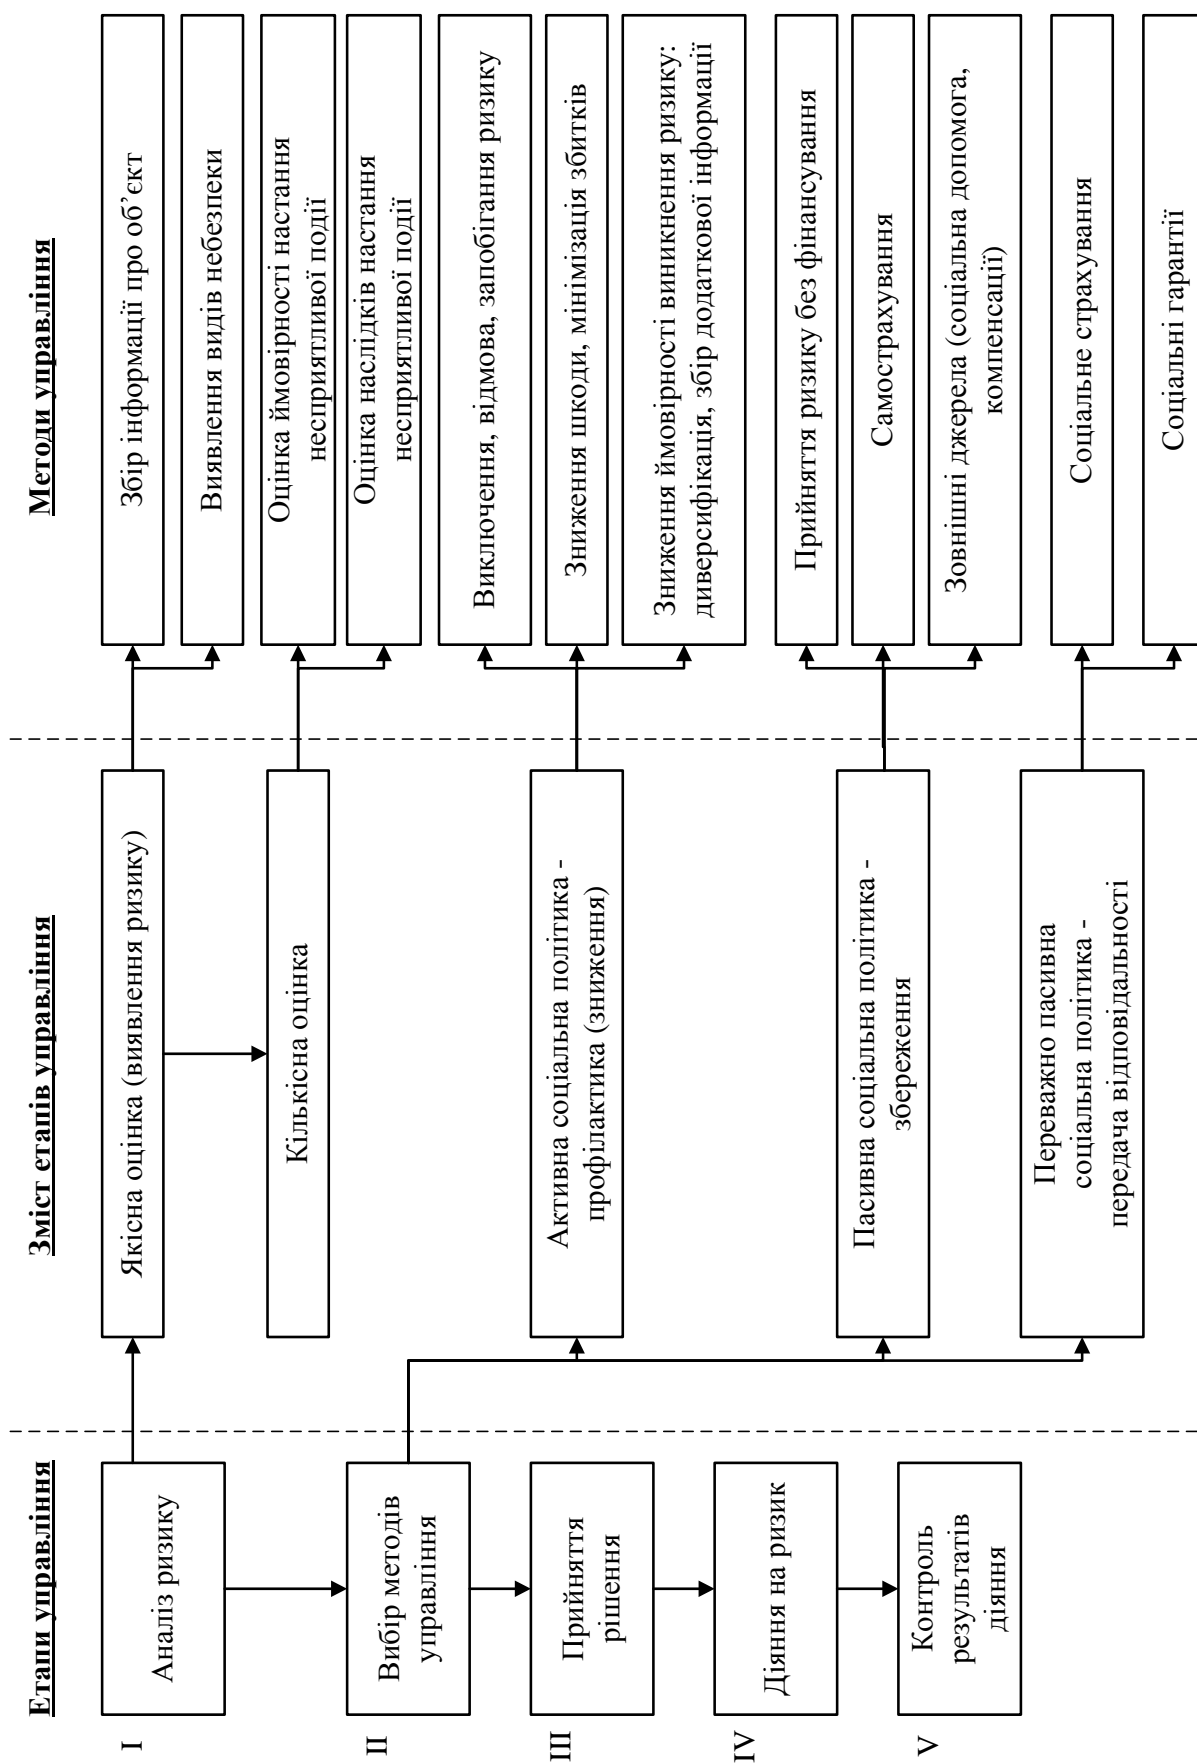 Етапи управління
Зміст етапів управління
Методи управління
I
Аналіз ризику
II
Вибір методів
управління
III
Прийняття
рішення
IV
Діяння на ризик
V
Контроль
результатів
діяння
Якісна оцінка (виявлення ризику)
Кількісна оцінка
Активна соціальна політика -
профілактика (зниження)
Пасивна соціальна політика -
збереження
Переважно пасивна
соціальна політика -
передача відповідальності
Збір інформації про об’єкт
Виявлення видів небезпеки
Оцінка ймовірності настання
несприятливої події
Оцінка наслідків настання
несприятливої події
Виключення, відмова, запобігання ризику
Зниження шкоди, мінімізація збитків
Зниження ймовірності виникнення ризику:
диверсифікація, збір додаткової інформації
Прийняття ризику без фінансування
Самострахування
Зовнішні джерела (соціальна допомога,
компенсації)
Соціальне страхування
Соціальні гарантії